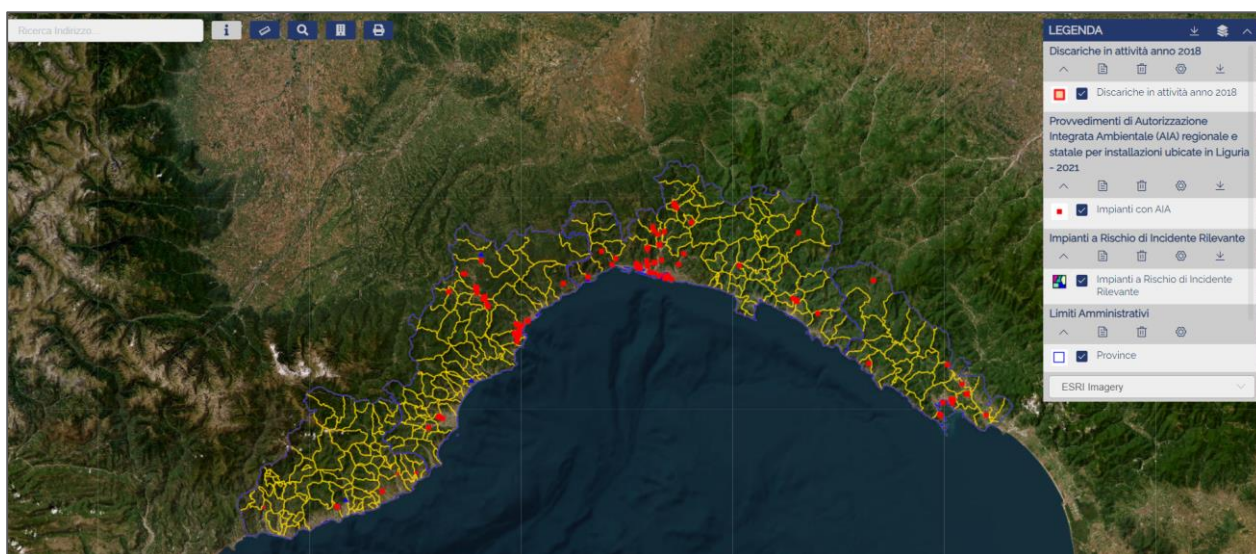 Ricerca Indirizzo...
LEGENDA
Discariche in attività anno 2018
Discariche in attività anno 2018
Provvedimenti di Autorizzazione
Integrata Ambientale (AIA) regionale e
statale per installazioni ubicate in Liguria
- 2021
Impianti con AIA
Impianti a Rischio di Incidente Rilevante
Impianti a Rischio di Incidente
Rilevante
Limiti Amministrativi
Province
ESRI Imagery